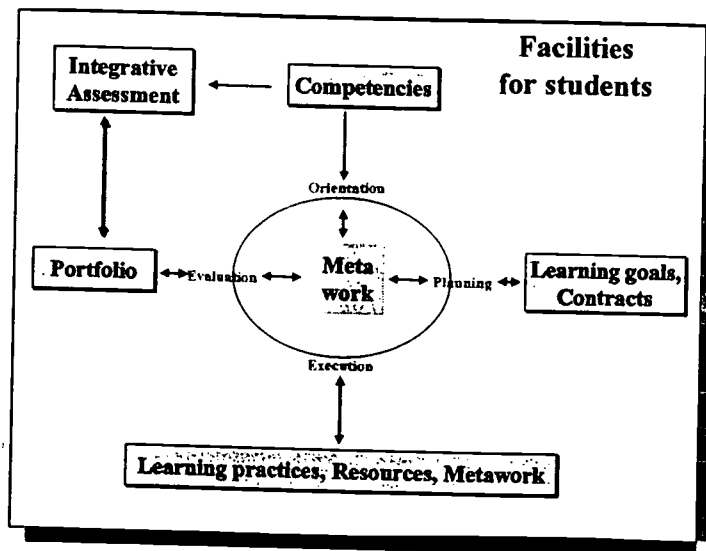 Facilities
for students
Integrative
Assessment
Competencies
Orientation
Portfolio
Evaluation
Meta
work
Planning
Learning goals,
Contracts
Execution
Learning practices, Resources, Metawork